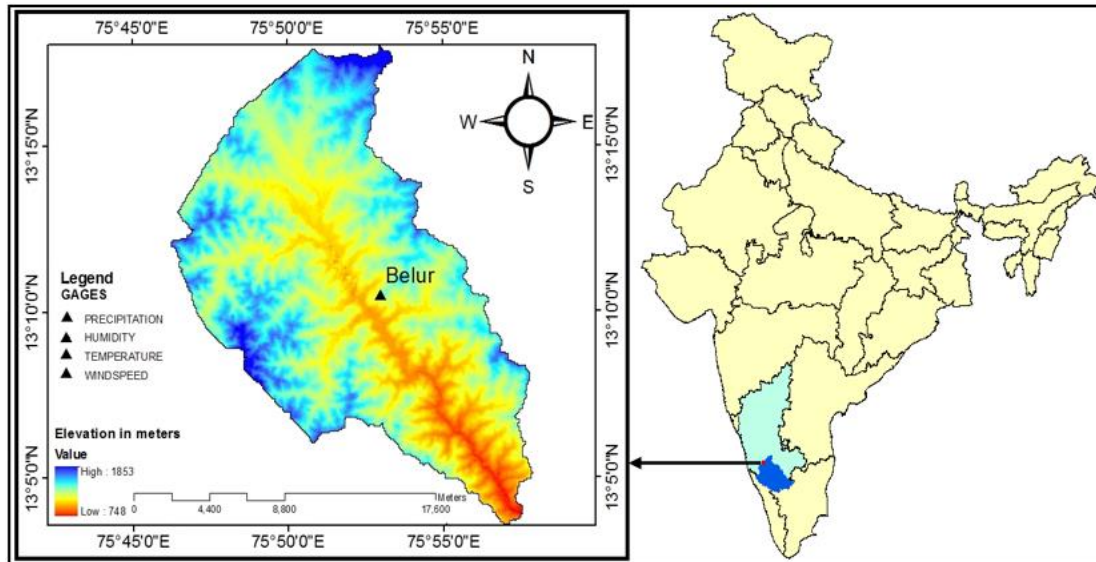 75°45'0"E 75°50'0"E 75°55'0"E
N
W E
S
13°15'0"N
13°15'0"N
Belur
Legend
GAGES
PRECIPITATION
HUMIDITY
TEMPERATURE
WINDSPEED
13°10'0"N
13°10'0"N
Elevation in meters
Value
High : 1853
Low : 748
Meters
0 4,400 8,800 17,600
13°5'0"N
13°5'0"N
75°45'0"E 75°50'0"E 75°55'0"E